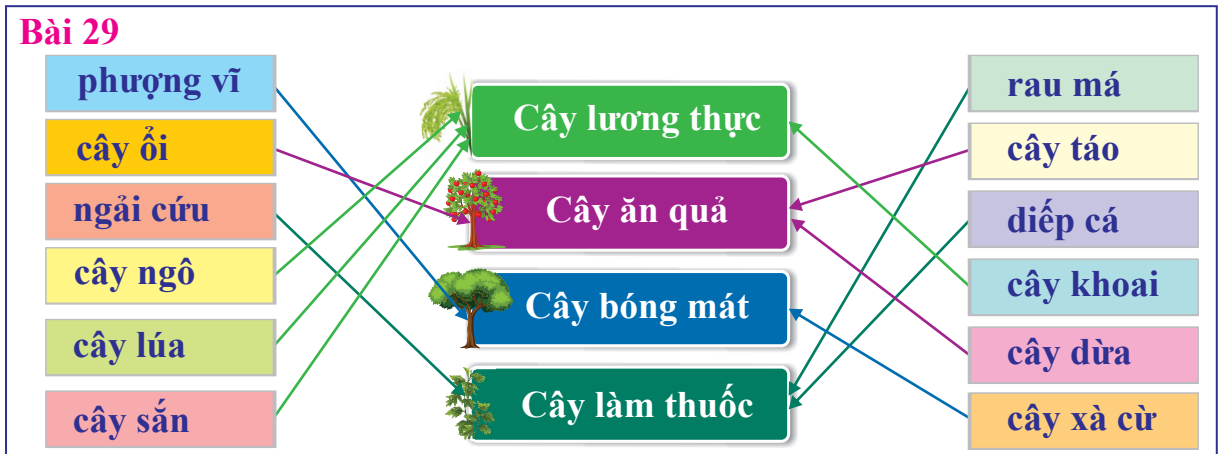 Bài 29
phượng vĩ
cây ổi
ngải cứu
cây ngô
cây lúa
cây sắn
Cây lương thực
Cây ăn quả
Cây bóng mát
Cây làm thuốc
rau má
cây táo
diếp cá
cây khoai
cây dừa
cây xà cừ